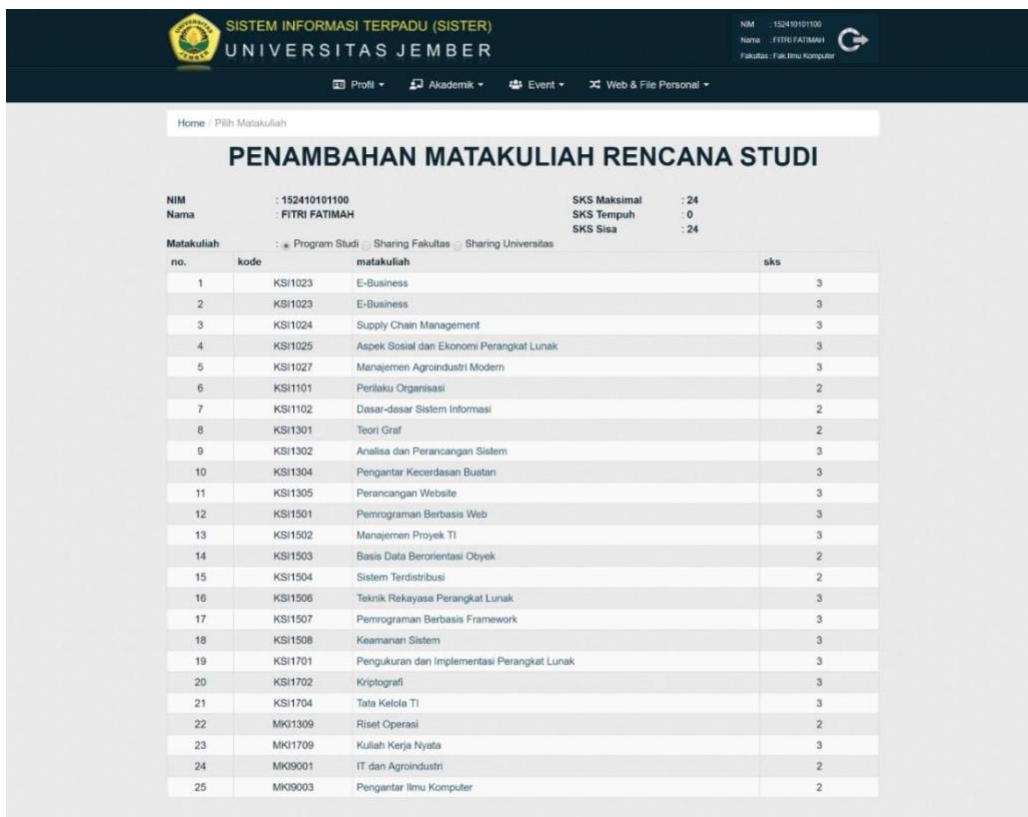 SISTEM INFORMASI TERPADU (SISTER)
UNIVERSITAS JEMBER
NIM : 152410101100
Nama : FITRI FATIMAH
Fakultas : Fak.Ilmu Komputer
Profil Akademik Event Web & File Personal
Home / Pilih Matakuliah
PENAMBAHAN MATAKULIAH RENCANA STUDI
NIM : 152410101100 SKS Maksimal : 24
Nama : FITRI FATIMAH SKS Tempuh : 0
SKS Sisa : 24
Matakuliah : Program Studi Sharing Fakultas Sharing Universitas
no. kode matakuliah sks
1 KSI1023 E-Business 3
2 KSI1023 E-Business 3
3 KSI1024 Supply Chain Management 3
4 KSI1025 Aspek Sosial dan Ekonomi Perangkat Lunak 3
5 KSI1027 Manajemen Agroindustri Modern 3
6 KSI1101 Perilaku Organisasi 2
7 KSI1102 Dasar-dasar Sistem Informasi 2
8 KSI1301 Teori Graf 2
9 KSI1302 Analisa dan Perancangan Sistem 3
10 KSI1304 Pengantar Kecerdasan Buatan 3
11 KSI1305 Perancangan Website 3
12 KSI1501 Pemrograman Berbasis Web 3
13 KSI1502 Manajemen Proyek TI 3
14 KSI1503 Basis Data Berorientasi Obyek 2
15 KSI1504 Sistem Terdistribusi 2
16 KSI1506 Teknik Rekayasa Perangkat Lunak 3
17 KSI1507 Pemrograman Berbasis Framework 3
18 KSI1508 Keamanan Sistem 3
19 KSI1701 Pengukuran dan Implementasi Perangkat Lunak 3
20 KSI1702 Kriptografi 3
21 KSI1704 Tata Kelola TI 3
22 MKI1309 Riset Operasi 2
23 MKI1709 Kuliah Kerja Nyata 3
24 MKI9001 IT dan Agroindustri 2
25 MKI9003 Pengantar Ilmu Komputer 2